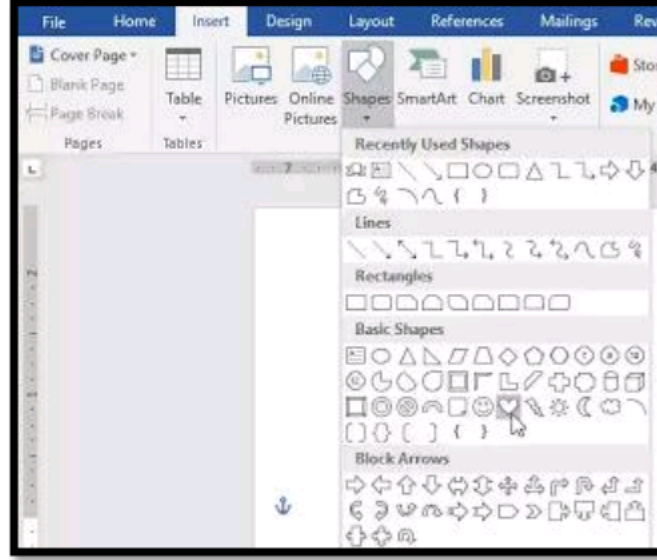 File Home Insert Design Layout References Mailings Rev
Cover Page
Blank Page
Page Break
Pages
Table
Tables
Pictures
Online Pictures
Shapes
SmartArt
Chart
Screenshot
Stor
My
Recently Used Shapes
Lines
Rectangles
Basic Shapes
Block Arrows